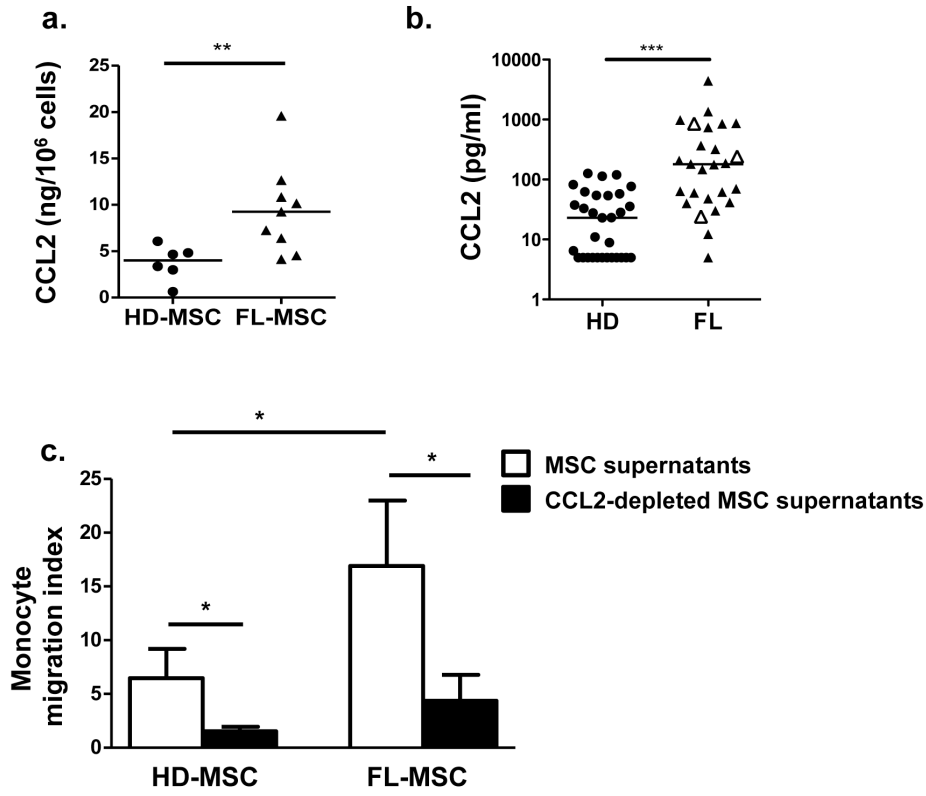 a.
**
CCL2 (ng/10⁶ cells)
25
20
15
10
5
0
HD-MSC FL-MSC
b.
***
CCL2 (pg/ml)
10000
1000
100
10
1
HD FL
c.
*
*
*
Monocyte
migration index
25
20
15
10
5
0
HD-MSC FL-MSC
MSC supernatants
CCL2-depleted MSC supernatants